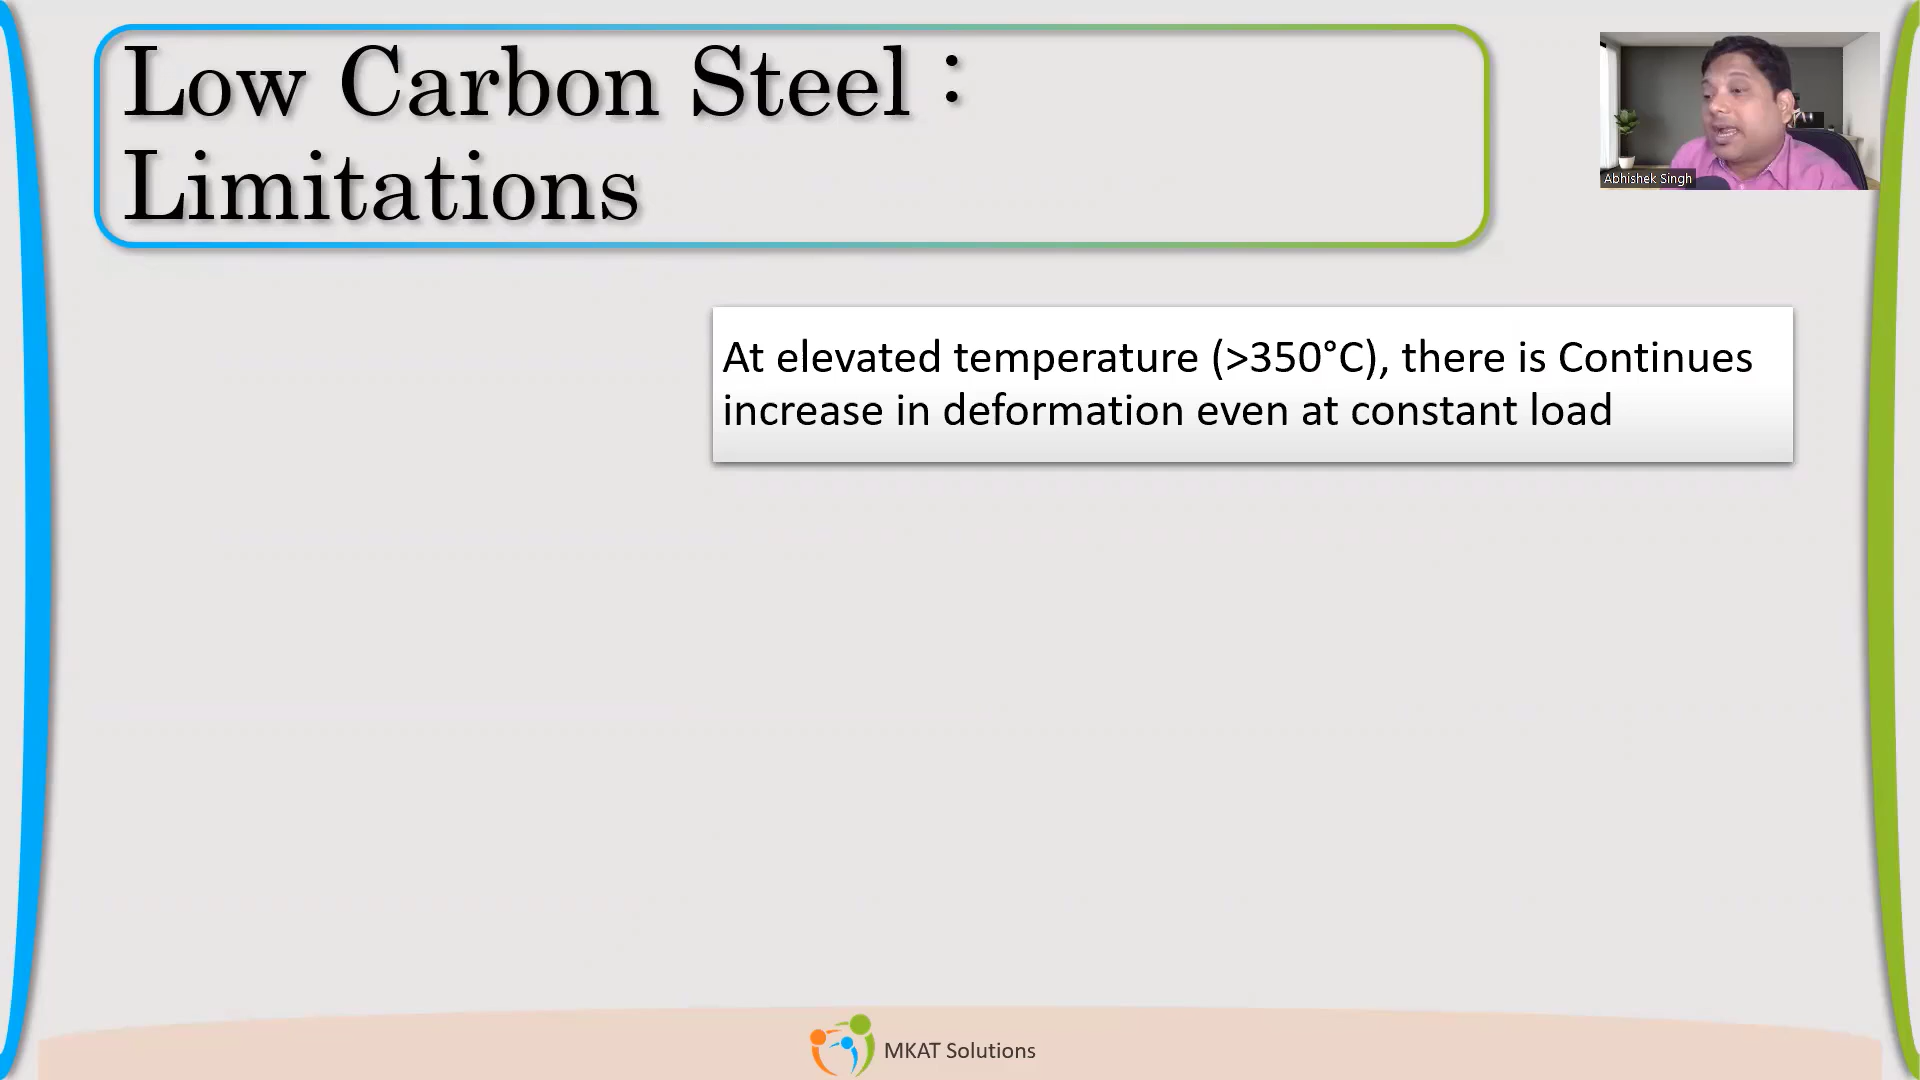 Low Carbon Steel :
Limitations
Abhishek Singh
At elevated temperature (>350°C), there is Continues
increase in deformation even at constant load
MKAT Solutions